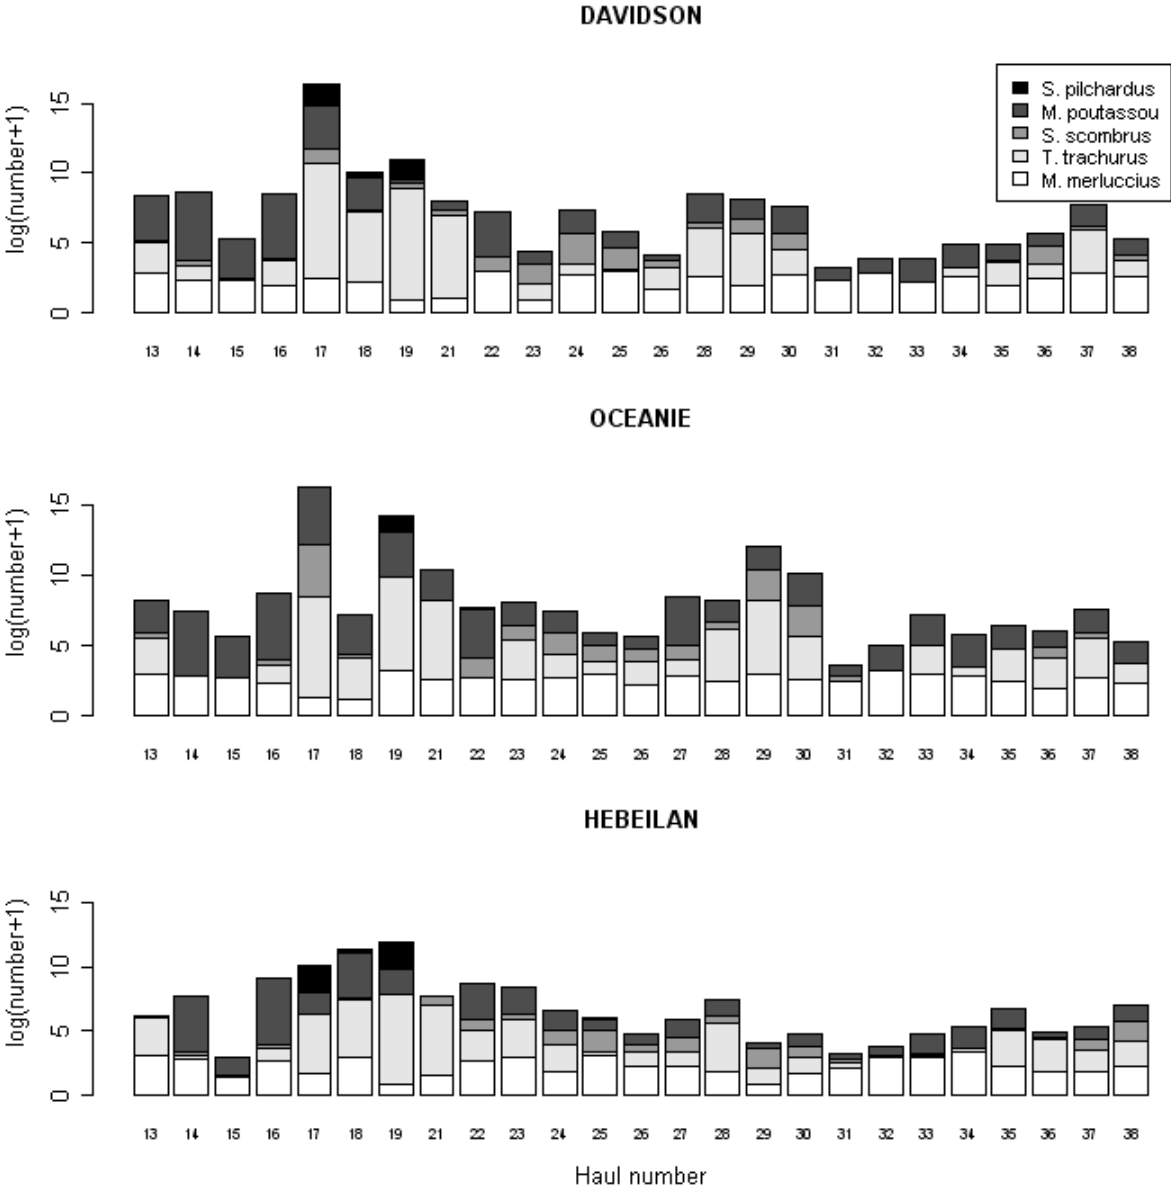 DAVIDSON
log(number+1)
0 5 10 15
S. pilchardus
M. poutassou
S. scombrus
T. trachurus
M. merluccius
13 14 15 16 17 18 19 21 22 23 24 25 26 28 29 30 31 32 33 34 35 36 37 38
OCEANIE
log(number+1)
0 5 10 15
13 14 15 16 17 18 19 21 22 23 24 25 26 27 28 29 30 31 32 33 34 35 36 37 38
HEBEILAN
log(number+1)
0 5 10 15
13 14 15 16 17 18 19 21 22 23 24 25 26 27 28 29 30 31 32 33 34 35 36 37 38
Haul number